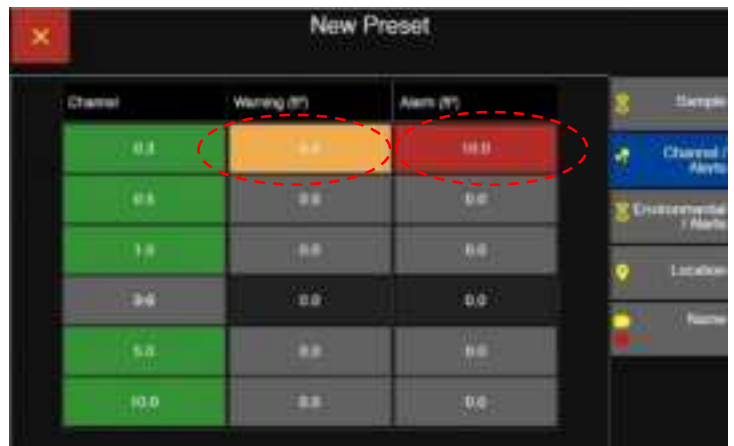 New Preset
Channel Warning (ft³) Alarm (ft³)
0.3 10.0
0.5 0.0 0.0
1.0 0.0 0.0
0.0 0.0
5.0 0.0 0.0
10.0 0.0 0.0
Sample
Channel /
Alerts
Environmental
/ Alerts
Location
Name